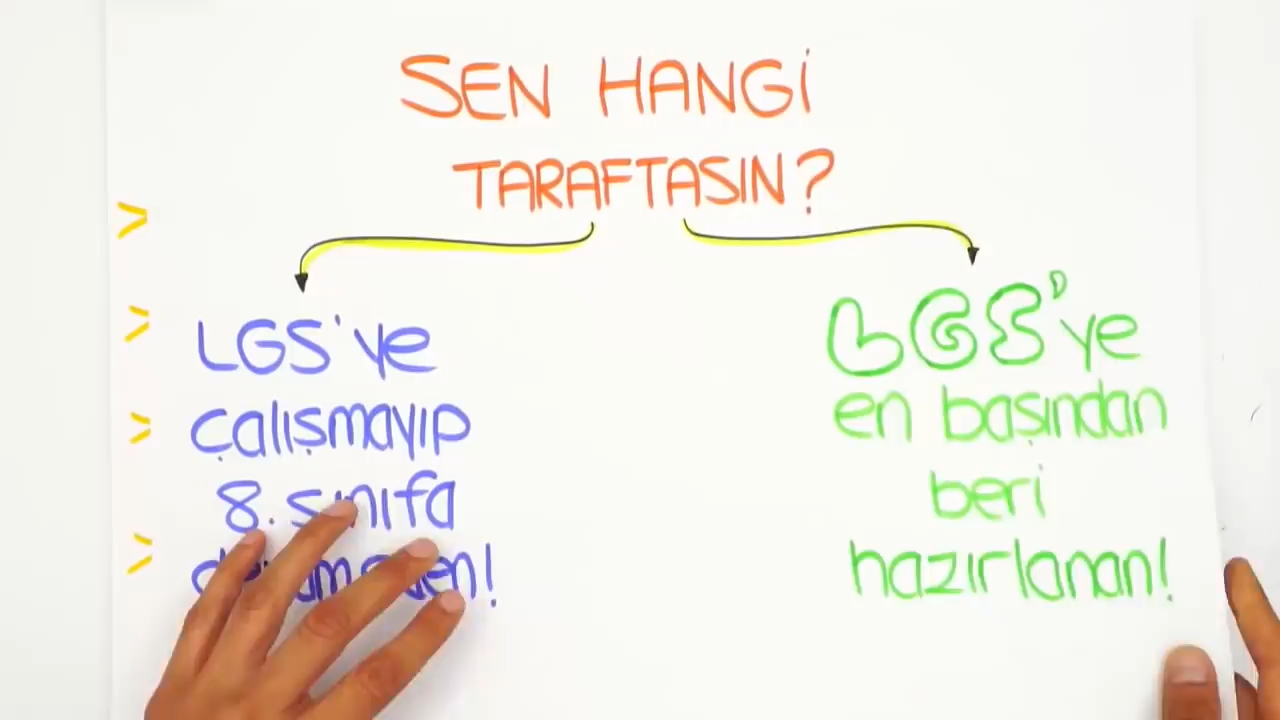 SEN HANGİ
TARAFTASIN?
LGS'ye
çalışmayıp
8. sınıfa
LGS'ye
en başından
beri
hazırlanan!